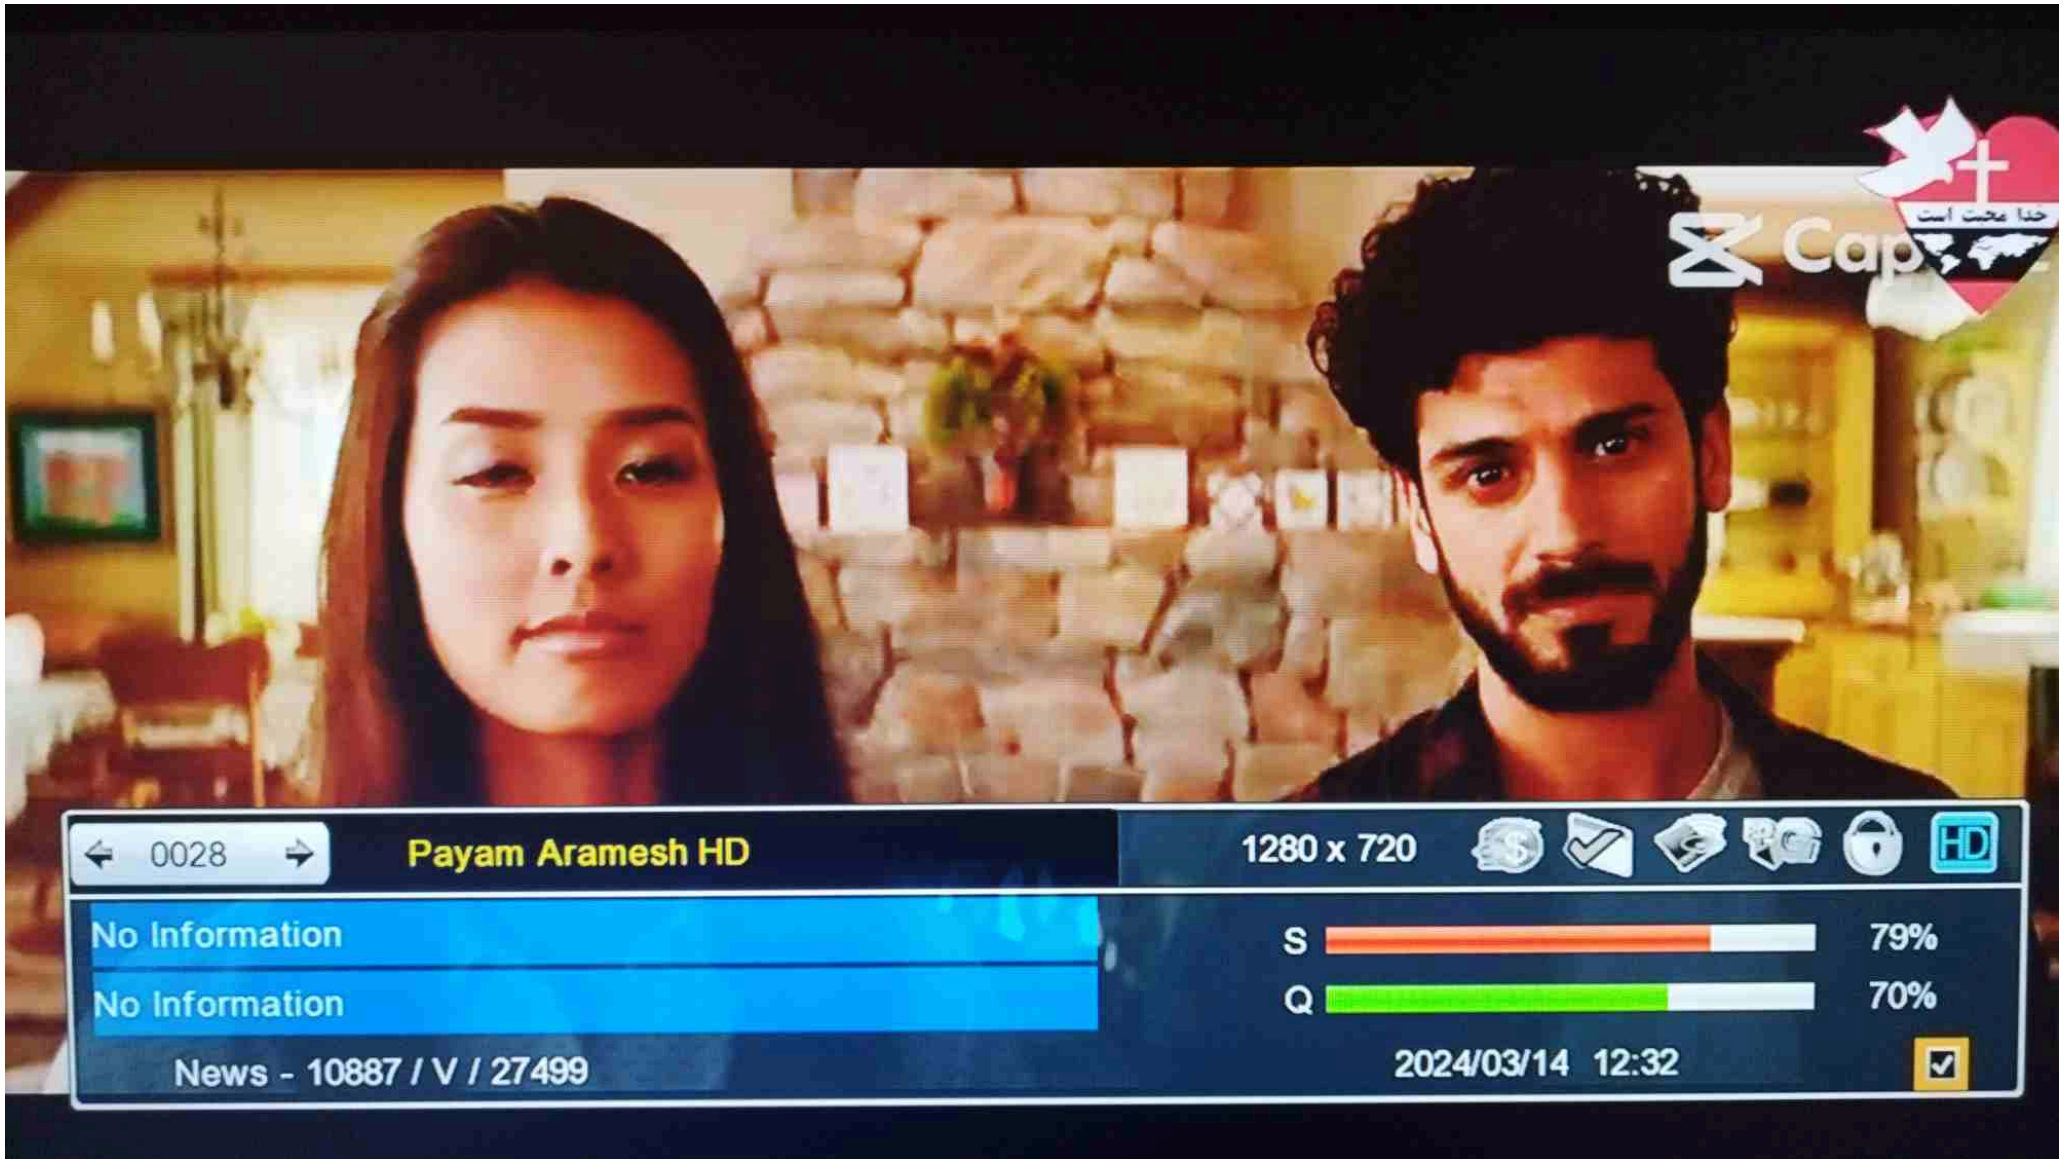 خدا محبت است
Cap
0028
Payam Aramesh HD
1280 x 720
HD
No Information
S 79%
No Information
Q 70%
News - 10887 / V / 27499
2024/03/14 12:32